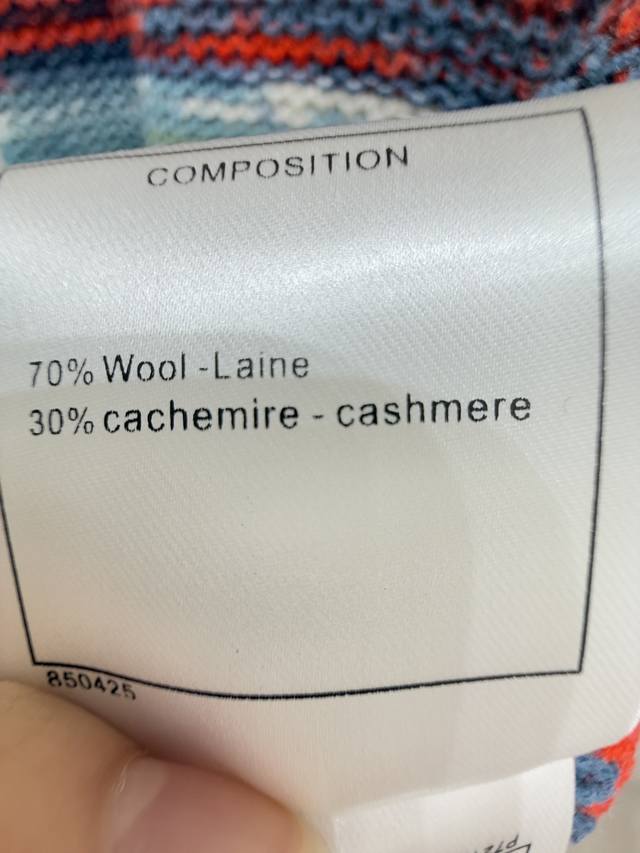 COMPOSITION
70% Wool -Laine
30% cachemire - cashmere
850425